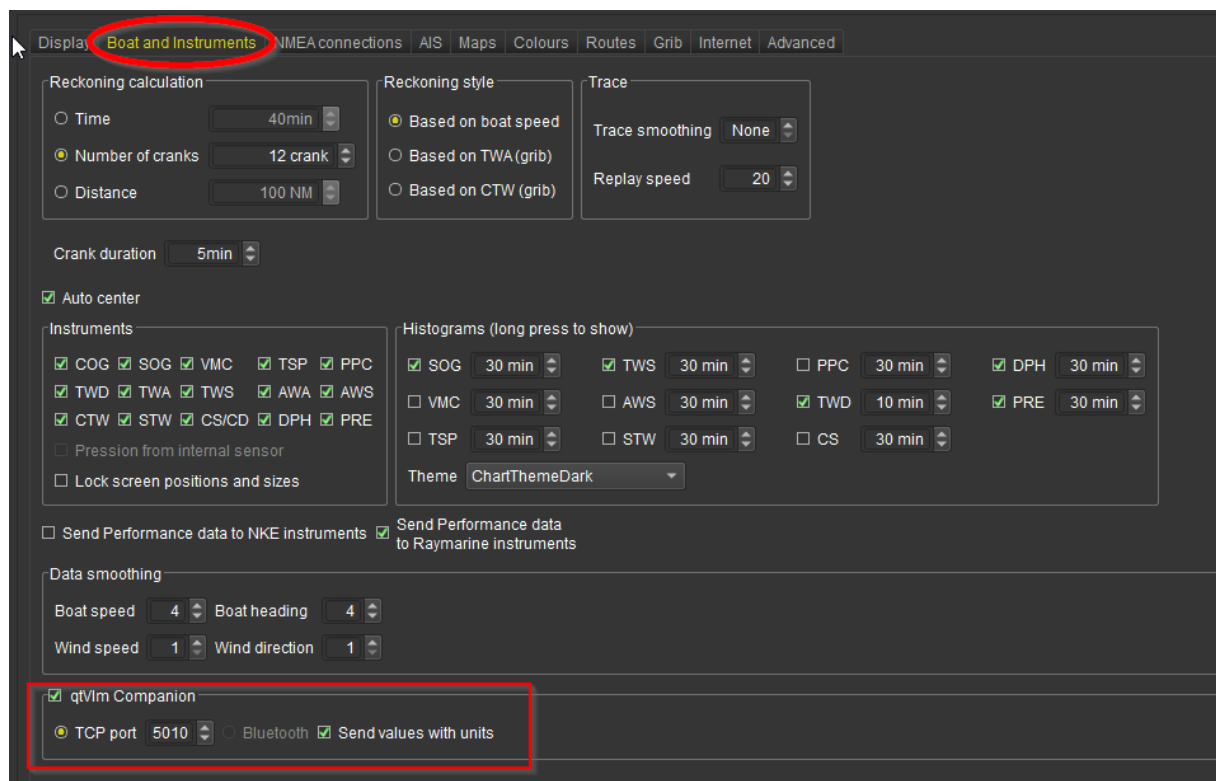 Display Boat and Instruments NMEA connections AIS Maps Colours Routes Grib Internet Advanced
Reckoning calculation
Time 40min
Number of cranks 12 crank
Distance 100 NM
Reckoning style
Based on boat speed
Based on TWA (grib)
Based on CTW (grib)
Trace
Trace smoothing None
Replay speed 20
Crank duration 5min
Auto center
Instruments
COG SOG VMC TSP PPC
TWD TWA TWS AWA AWS
CTW STW CS/CD DPH PRE
Pression from internal sensor
Lock screen positions and sizes
Histograms (long press to show)
SOG 30 min TWS 30 min PPC 30 min DPH 30 min
VMC 30 min AWS 30 min TWD 10 min PRE 30 min
TSP 30 min STW 30 min CS 30 min
Theme ChartThemeDark
Send Performance data to NKE instruments
Send Performance data
to Raymarine instruments
Data smoothing
Boat speed 4 Boat heading 4
Wind speed 1 Wind direction 1
qtVlm Companion
TCP port 5010 Bluetooth Send values with units